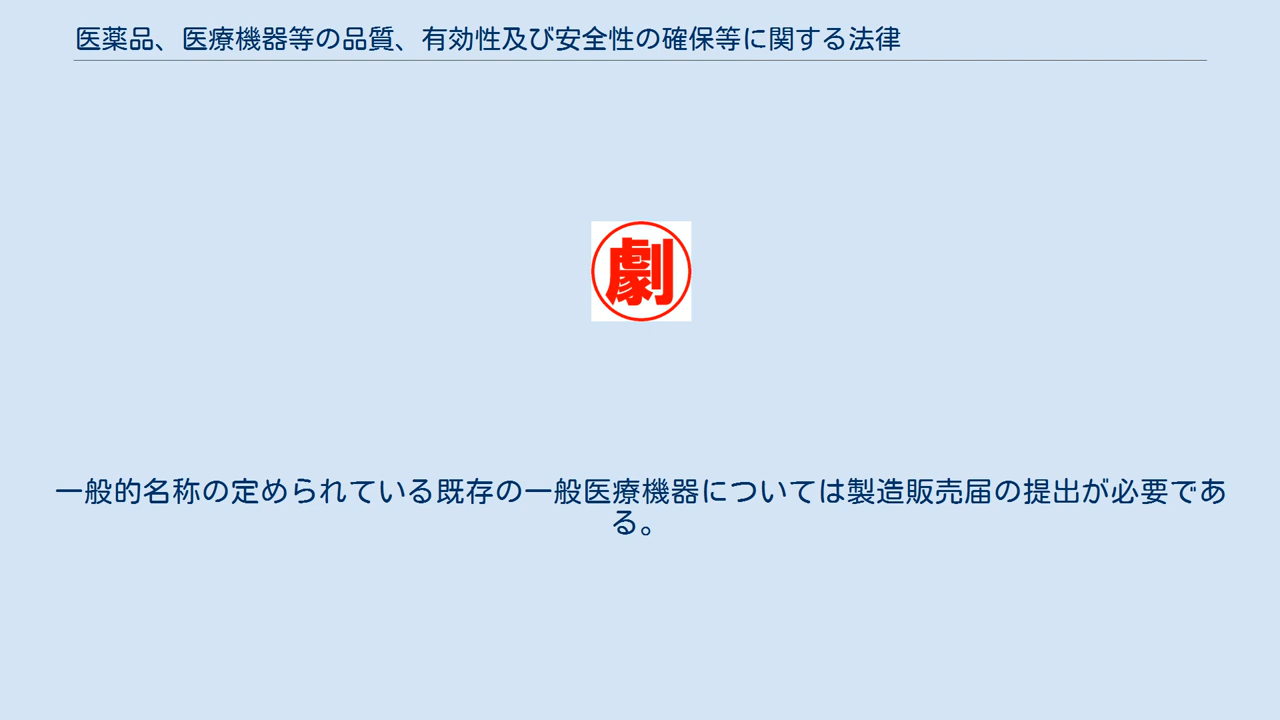 医薬品、医療機器等の品質、有効性及び安全性の確保等に関する法律
劇
一般的名称の定められている既存の一般医療機器については製造販売届の提出が必要であ
る。